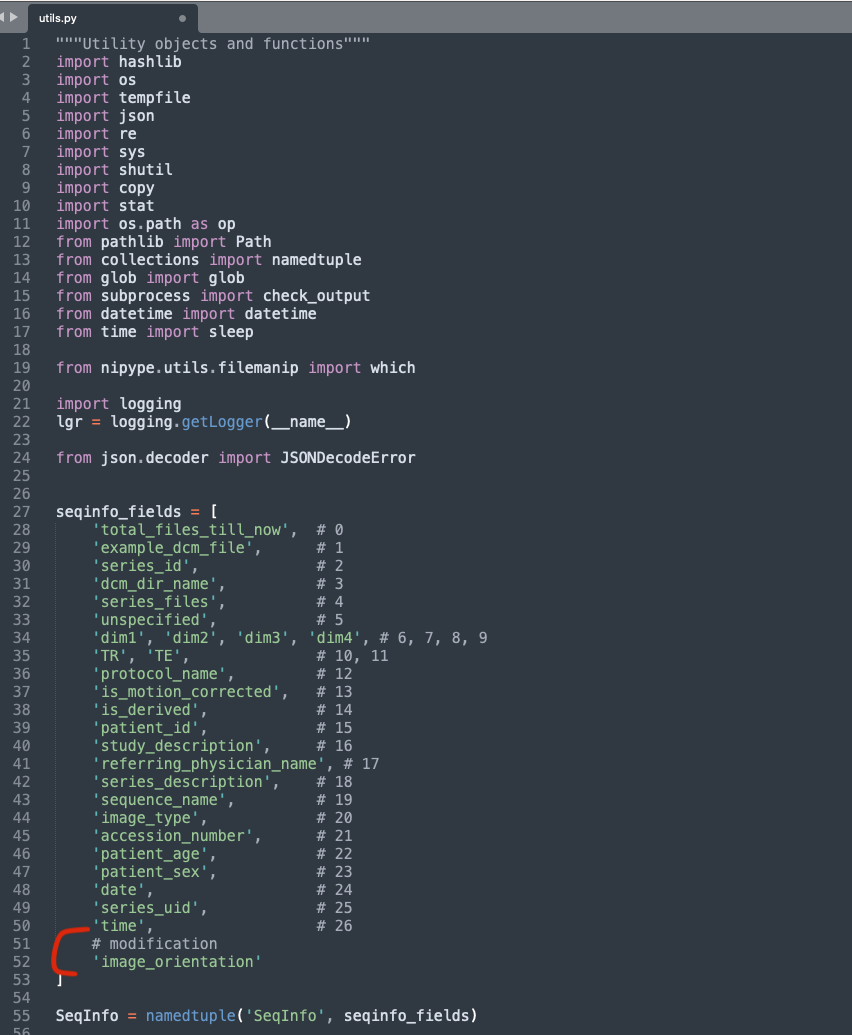 utils.py
1 """Utility objects and functions"""
2 import hashlib
3 import os
4 import tempfile
5 import json
6 import re
7 import sys
8 import shutil
9 import copy
10 import stat
11 import os.path as op
12 from pathlib import Path
13 from collections import namedtuple
14 from glob import glob
15 from subprocess import check_output
16 from datetime import datetime
17 from time import sleep
18
19 from nipype.utils.filemanip import which
20
21 import logging
22 lgr = logging.getLogger(__name__)
23
24 from json.decoder import JSONDecodeError
25
26
27 seqinfo_fields = [
28     'total_files_till_now',  # 0
29     'example_dcm_file',      # 1
30     'series_id',             # 2
31     'dcm_dir_name',          # 3
32     'series_files',          # 4
33     'unspecified',           # 5
34     'dim1', 'dim2', 'dim3', 'dim4', # 6, 7, 8, 9
35     'TR', 'TE',              # 10, 11
36     'protocol_name',         # 12
37     'is_motion_corrected',   # 13
38     'is_derived',            # 14
39     'patient_id',            # 15
40     'study_description',     # 16
41     'referring_physician_name', # 17
42     'series_description',    # 18
43     'sequence_name',         # 19
44     'image_type',            # 20
45     'accession_number',      # 21
46     'patient_age',           # 22
47     'patient_sex',           # 23
48     'date',                  # 24
49     'series_uid',            # 25
50     'time',                  # 26
51     # modification
52     'image_orientation'
53 ]
54
55 SeqInfo = namedtuple('SeqInfo', seqinfo_fields)
56